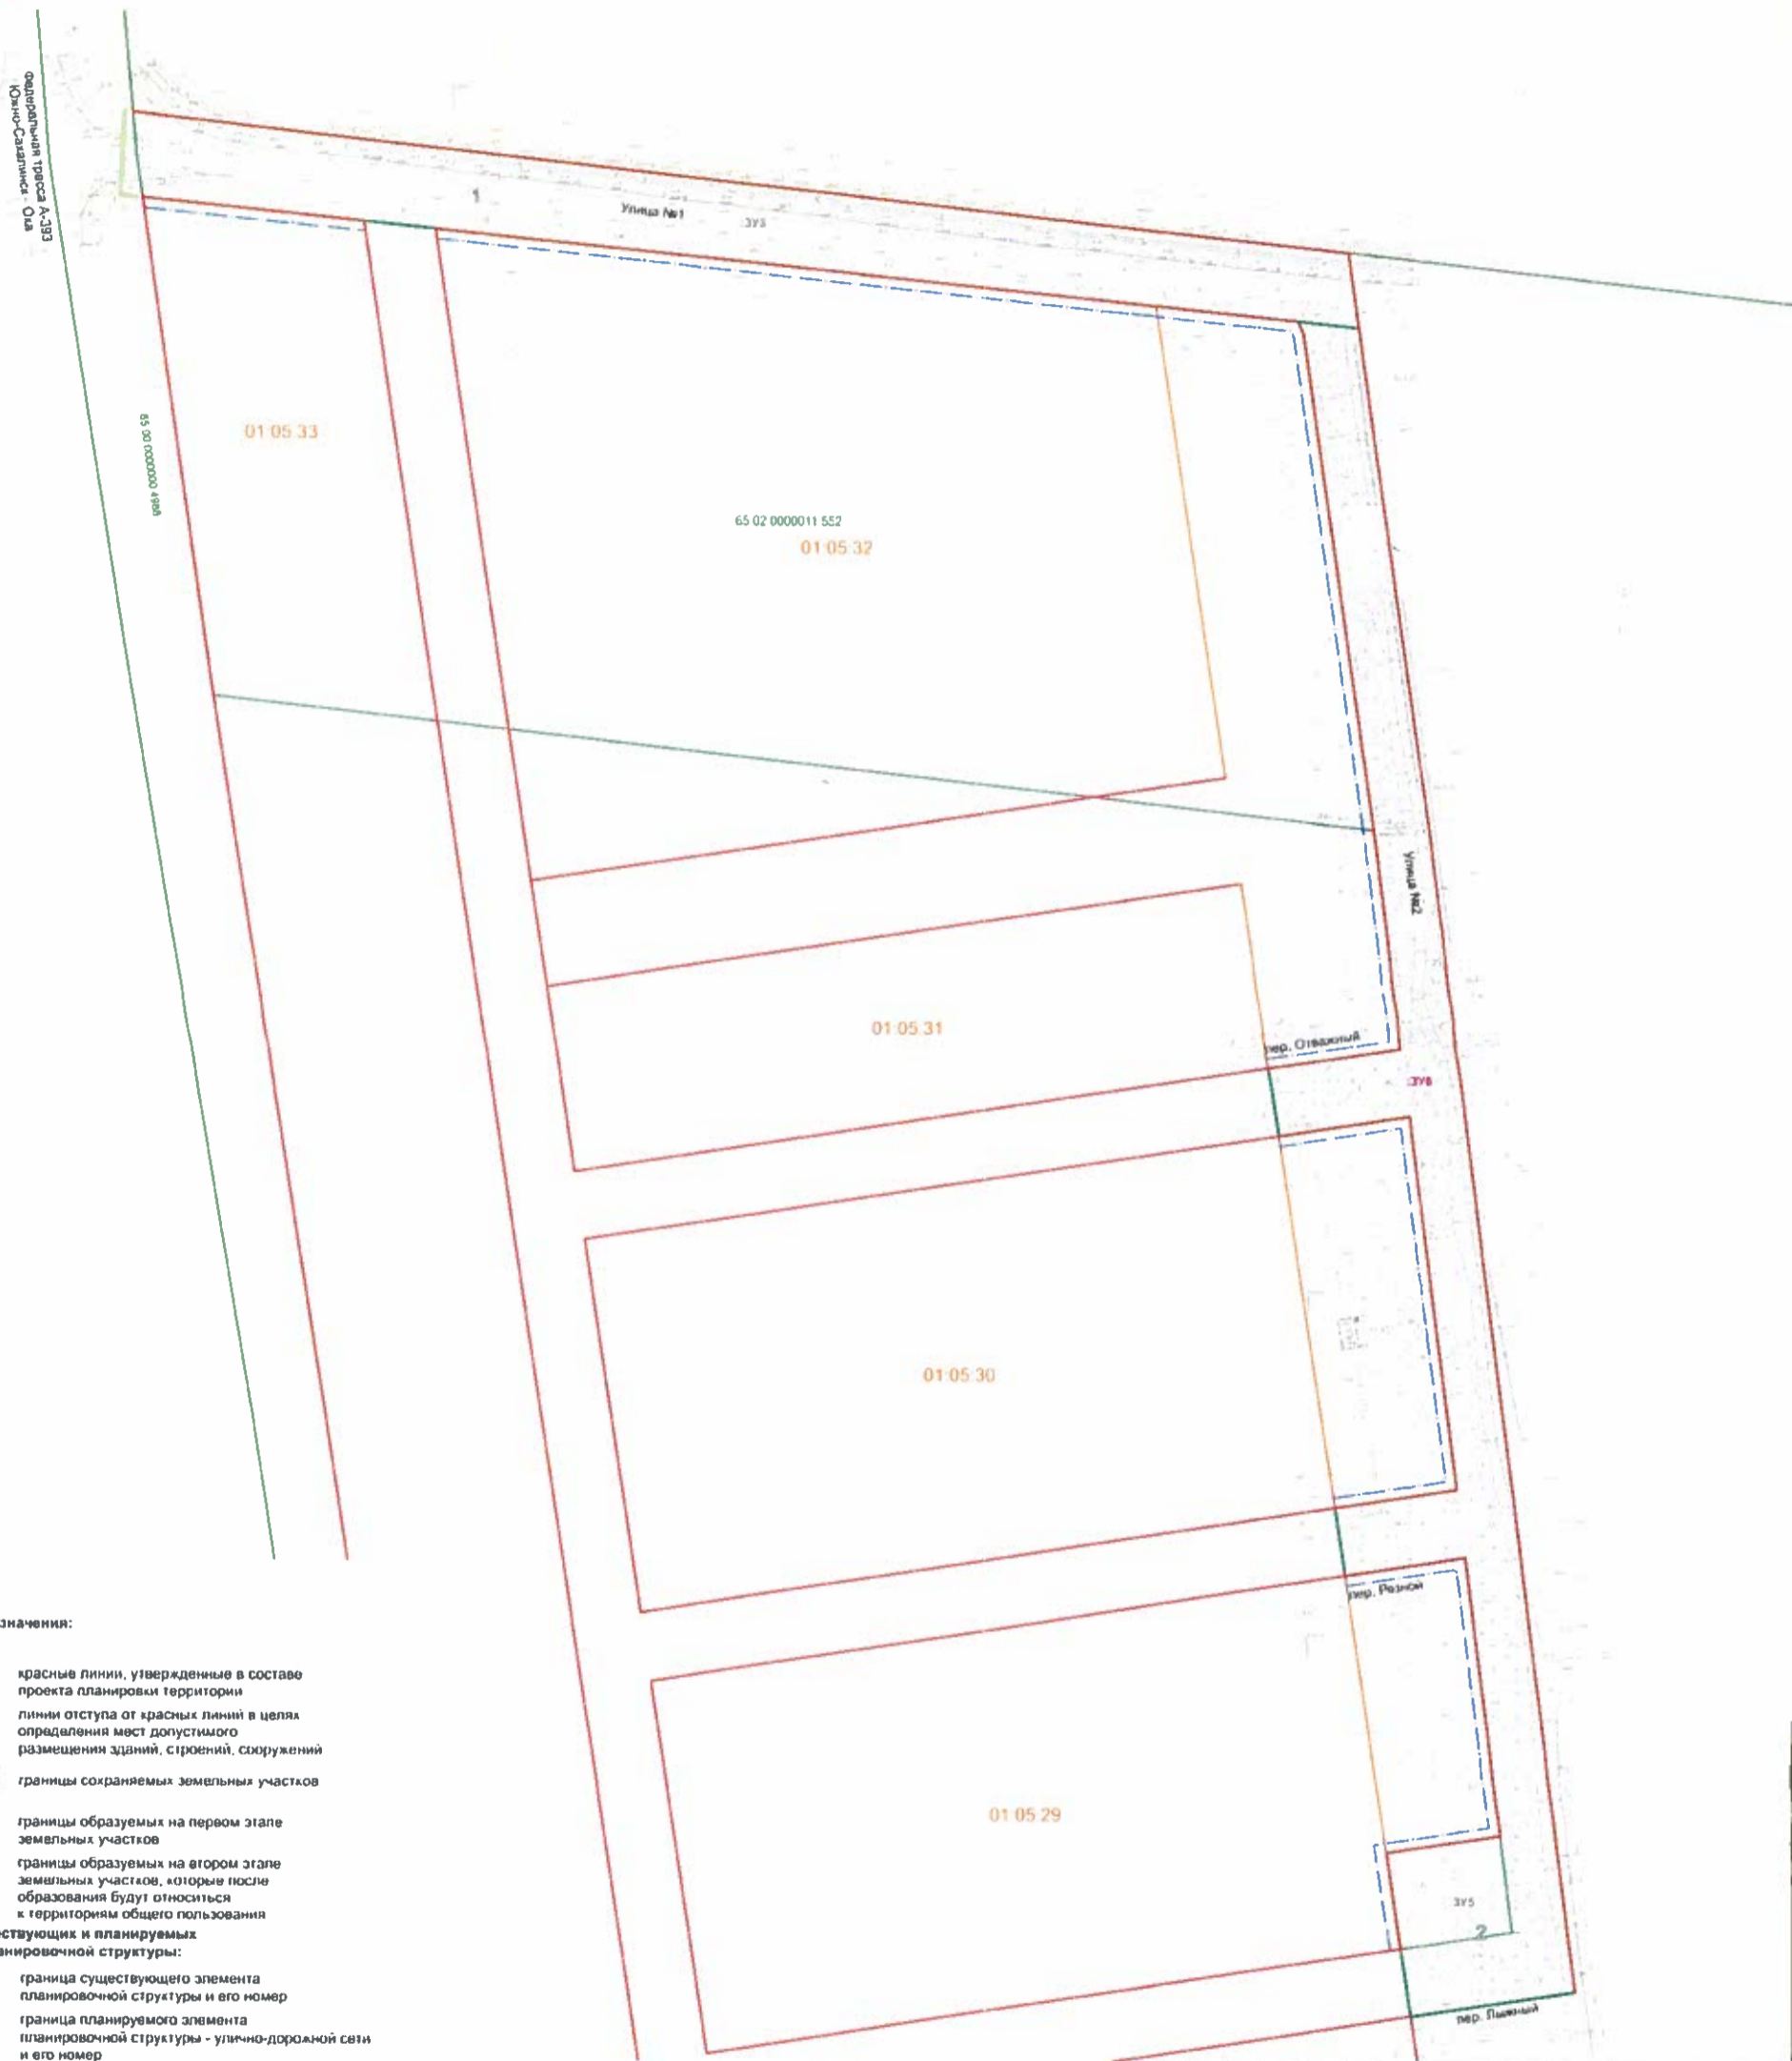 Федеральная трасса А-393
Южно-Сахалинск - Оха
1
Улица №1
:ЗУ3
65 00 0000000 4988
01:05:33
65 02 0000011 552
01:05:32
Улица №2
01:05:31
пер. Отважный
01:05:30
пер. Резной
значения:
красные линии, утвержденные в составе
проекта планировки территории
линии отступа от красных линий в целях
определения мест допустимого
размещения зданий, строений, сооружений
границы сохраняемых земельных участков
границы образуемых на первом этапе
земельных участков
границы образуемых на втором этапе
земельных участков, которые после
образования будут относиться
к территориям общего пользования
ствующих и планируемых
анировочной структуры:
граница существующего элемента
планировочной структуры и его номер
граница планируемого элемента
планировочной структуры - улично-дорожной сети
и его номер
01:05:29
ЗУ5
2
пер. Лыжный